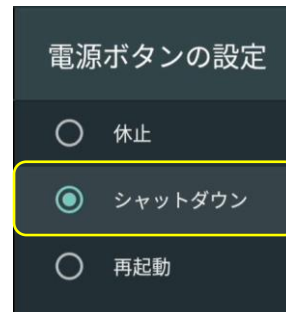 電源ボタンの設定
休止
シャットダウン
再起動